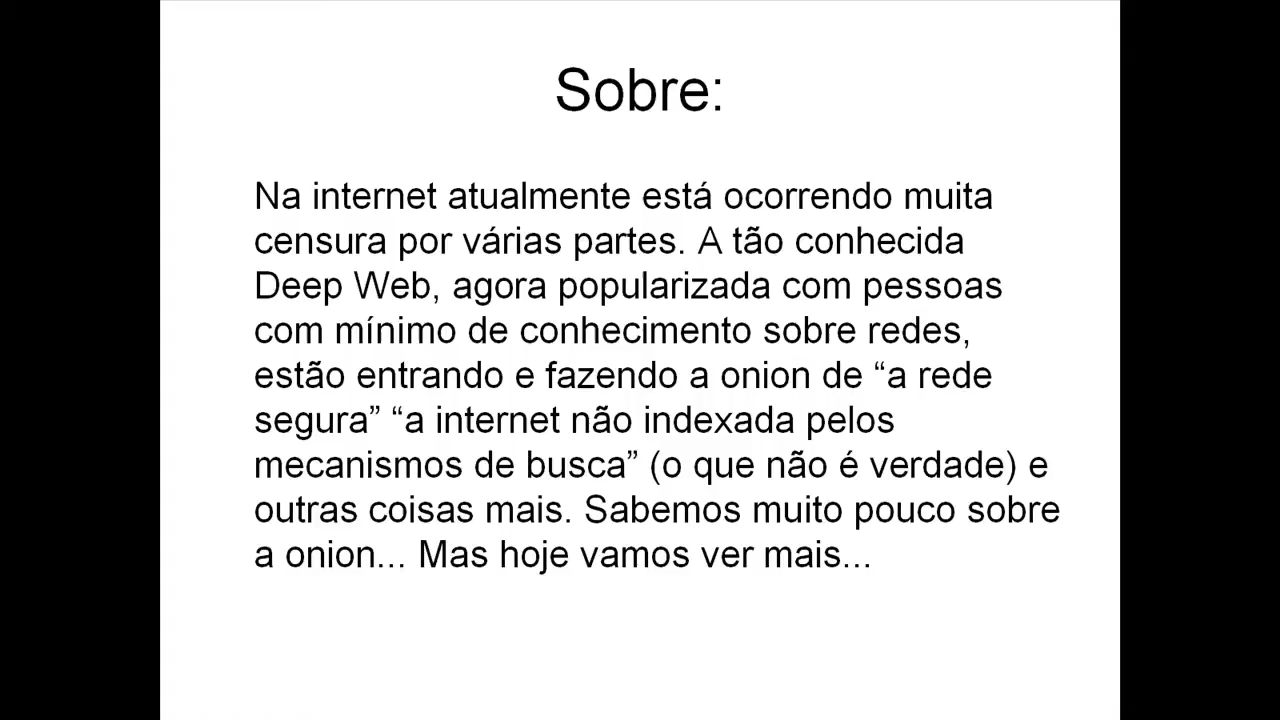 Sobre:
Na internet atualmente está ocorrendo muita
censura por várias partes. A tão conhecida
Deep Web, agora popularizada com pessoas
com mínimo de conhecimento sobre redes,
estão entrando e fazendo a onion de “a rede
segura” “a internet não indexada pelos
mecanismos de busca” (o que não é verdade) e
outras coisas mais. Sabemos muito pouco sobre
a onion... Mas hoje vamos ver mais...